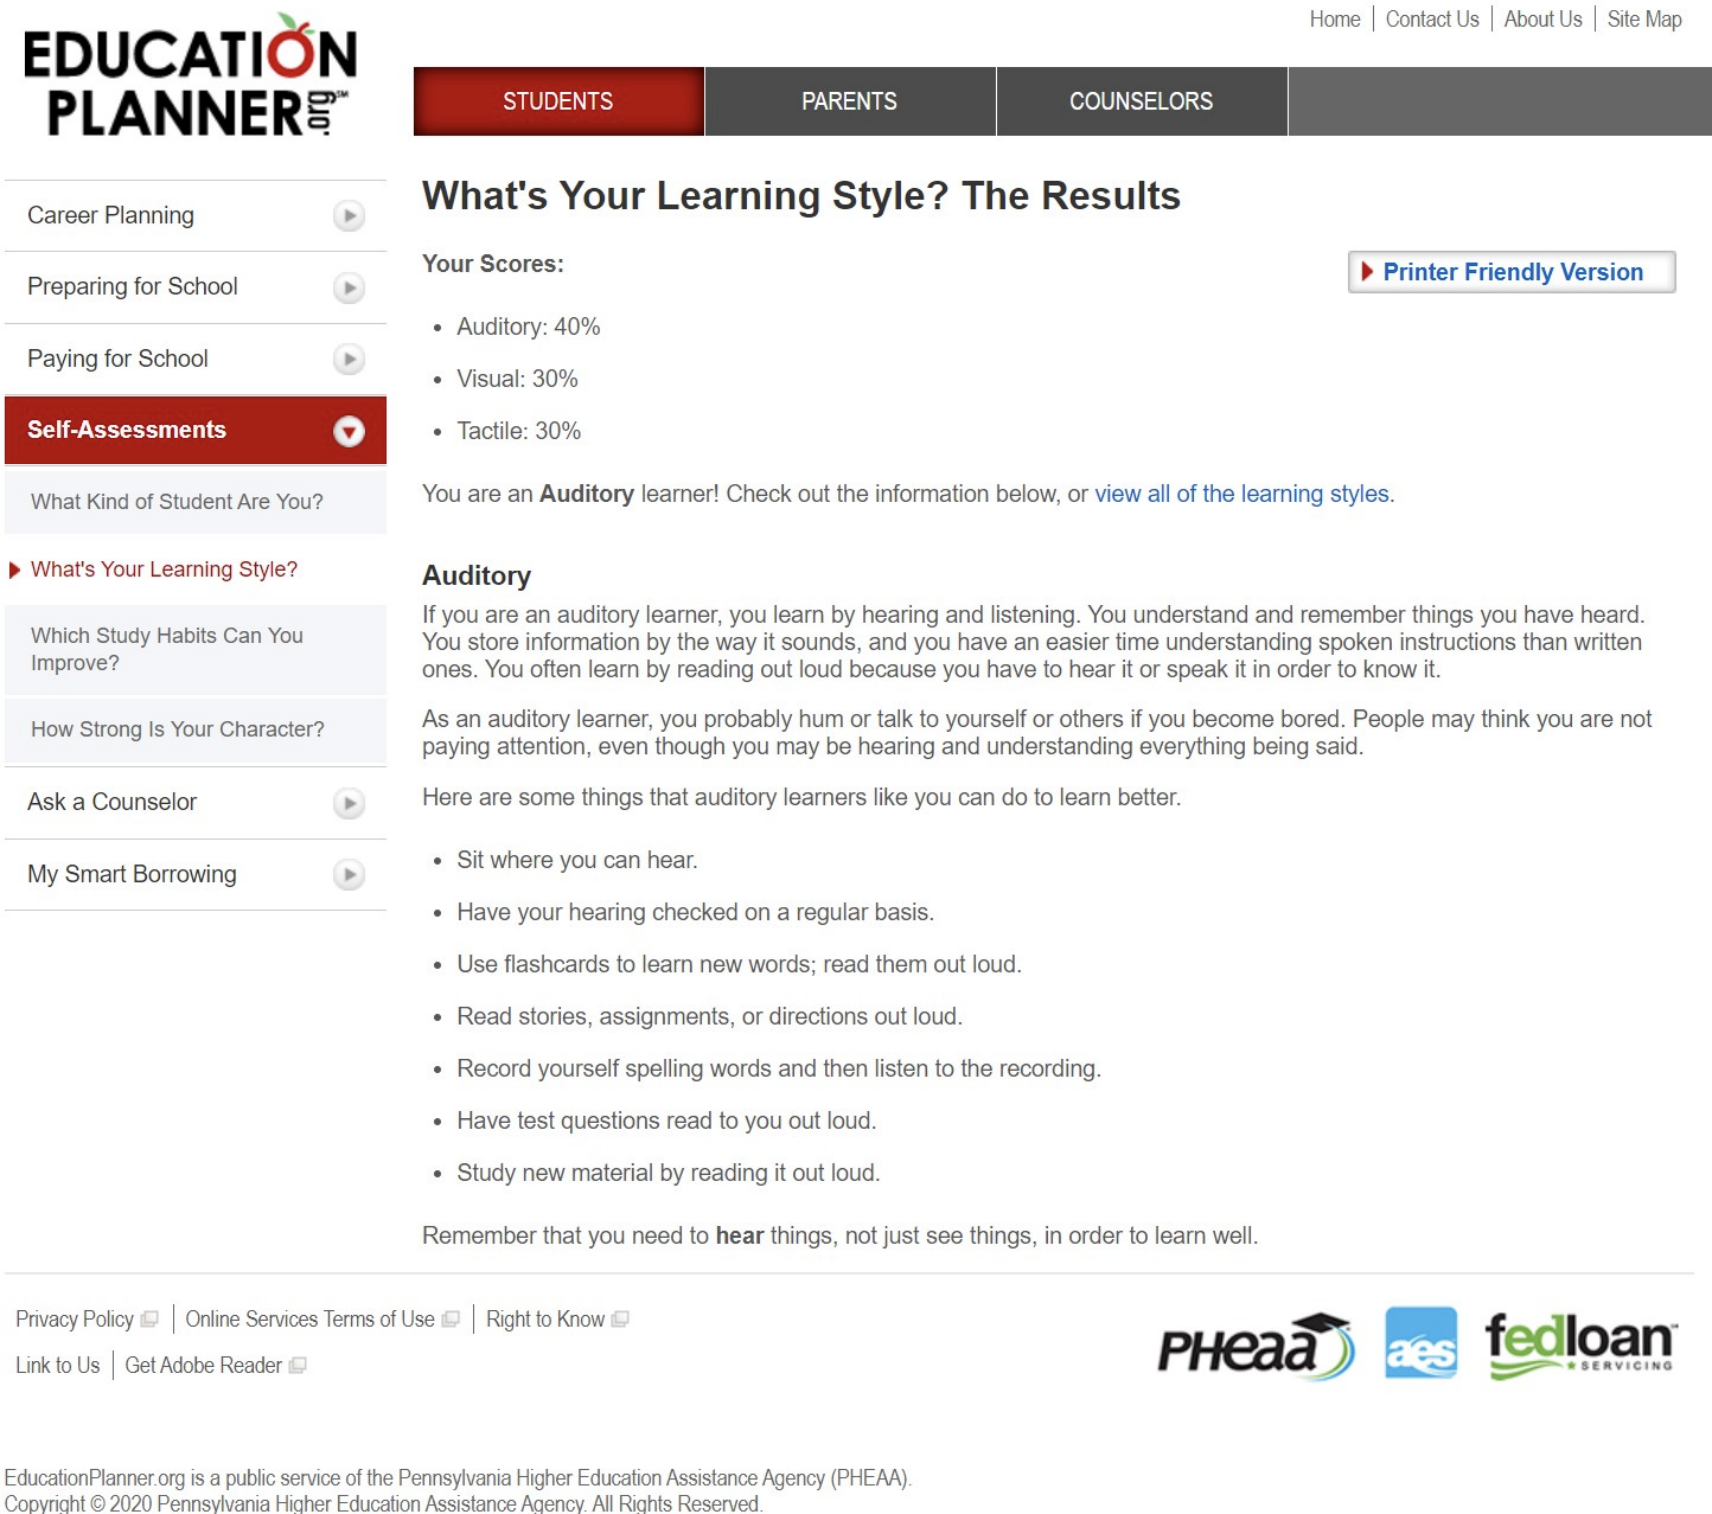 EDUCATION
PLANNER.org℠
Home | Contact Us | About Us | Site Map
STUDENTS
PARENTS
COUNSELORS
Career Planning
Preparing for School
Paying for School
Self-Assessments
What Kind of Student Are You?
What's Your Learning Style?
Which Study Habits Can You
Improve?
How Strong Is Your Character?
Ask a Counselor
My Smart Borrowing
What's Your Learning Style? The Results
Your Scores:
Printer Friendly Version
• Auditory: 40%
• Visual: 30%
• Tactile: 30%
You are an Auditory learner! Check out the information below, or view all of the learning styles.
Auditory
If you are an auditory learner, you learn by hearing and listening. You understand and remember things you have heard.
You store information by the way it sounds, and you have an easier time understanding spoken instructions than written
ones. You often learn by reading out loud because you have to hear it or speak it in order to know it.
As an auditory learner, you probably hum or talk to yourself or others if you become bored. People may think you are not
paying attention, even though you may be hearing and understanding everything being said.
Here are some things that auditory learners like you can do to learn better.
• Sit where you can hear.
• Have your hearing checked on a regular basis.
• Use flashcards to learn new words; read them out loud.
• Read stories, assignments, or directions out loud.
• Record yourself spelling words and then listen to the recording.
• Have test questions read to you out loud.
• Study new material by reading it out loud.
Remember that you need to hear things, not just see things, in order to learn well.
Privacy Policy | Online Services Terms of Use | Right to Know
Link to Us | Get Adobe Reader
PHEAA
aes
fedloan
SERVICING
EducationPlanner.org is a public service of the Pennsylvania Higher Education Assistance Agency (PHEAA).
Copyright © 2020 Pennsylvania Higher Education Assistance Agency. All Rights Reserved.